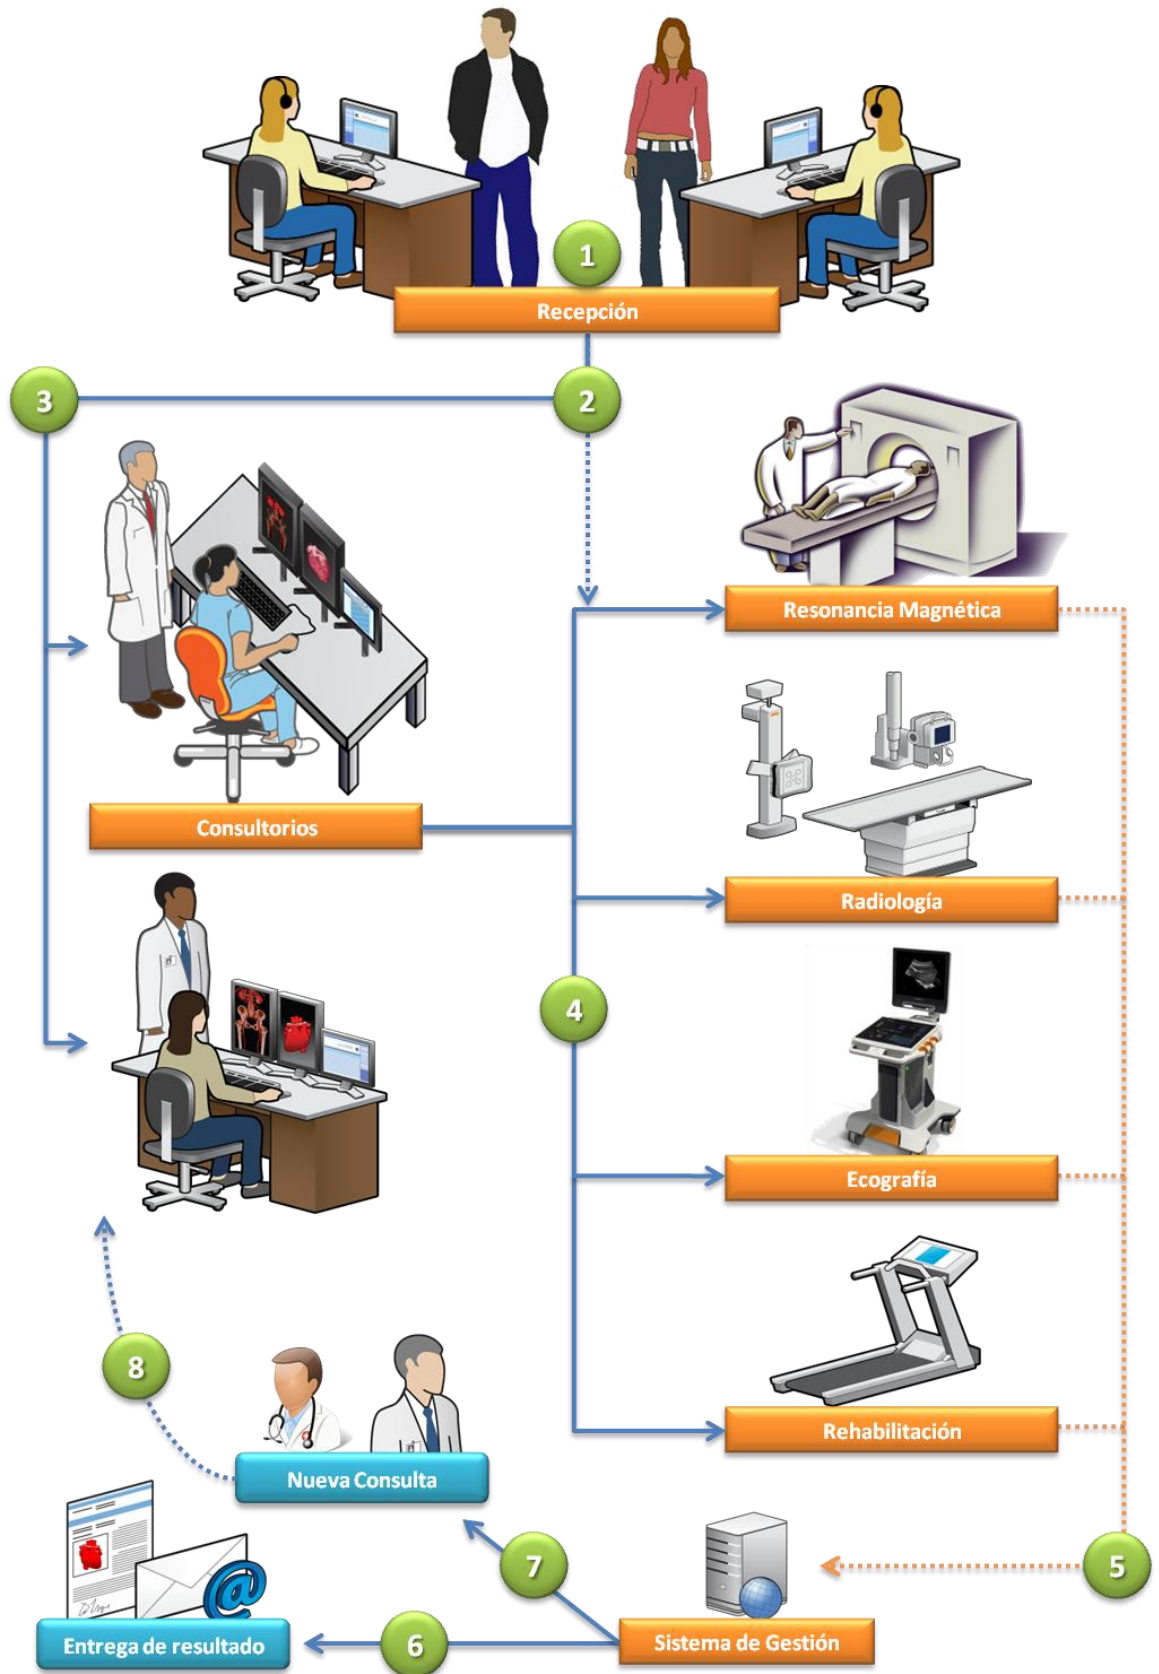 1
Recepción
3
2
Resonancia Magnética
Consultorios
Radiología
4
Ecografía
8
Rehabilitación
Nueva Consulta
7
5
Entrega de resultado
6
Sistema de Gestión